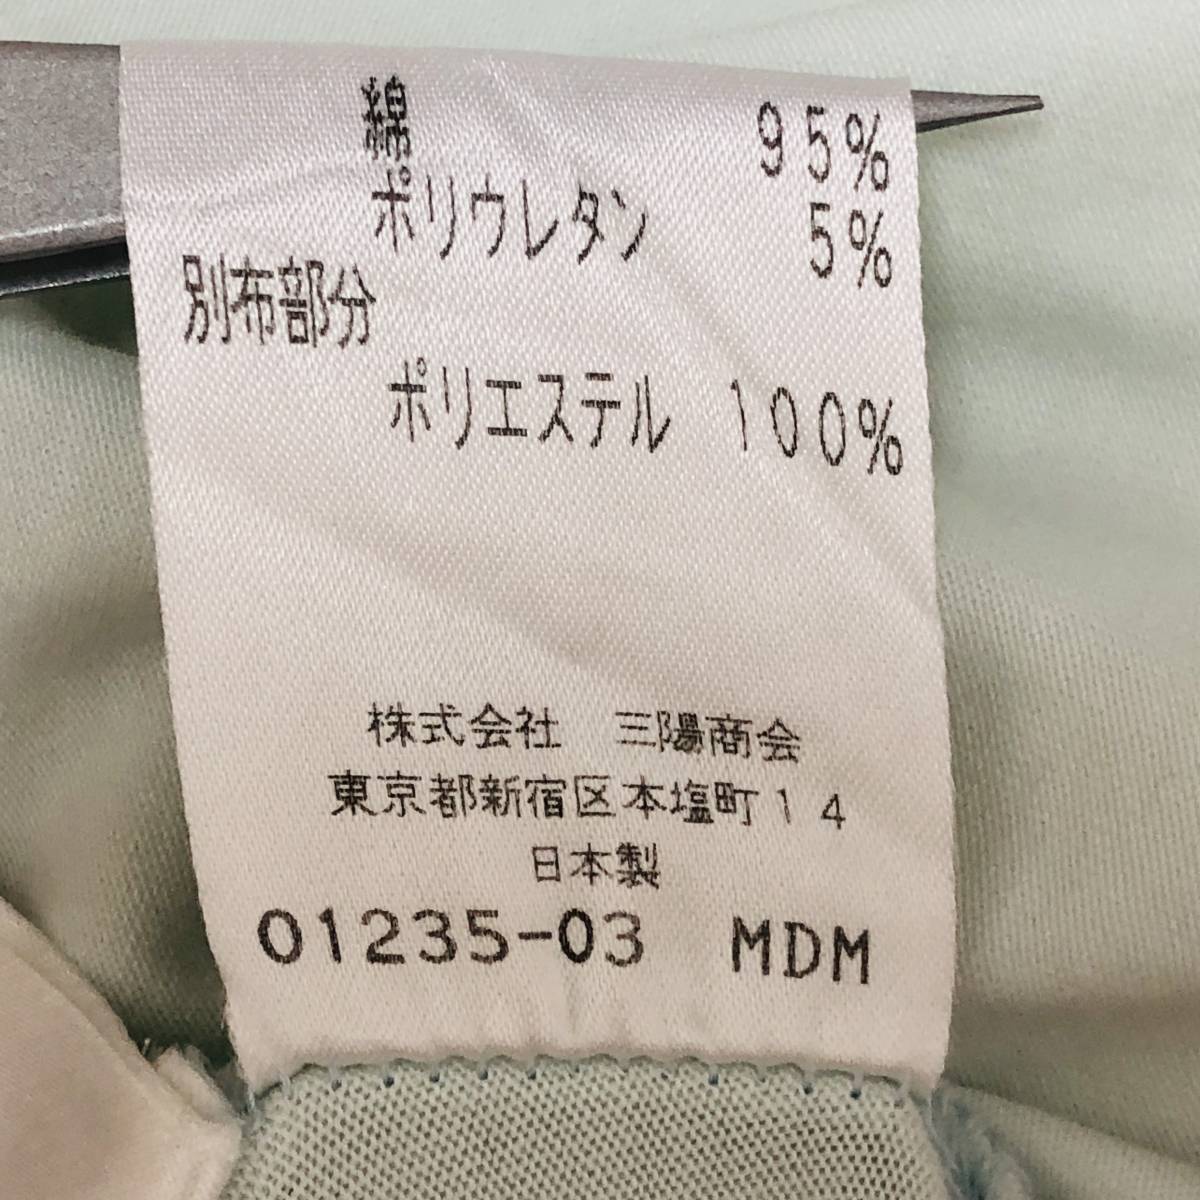 綿 95%
ポリウレタン 5%
別布部分
ポリエステル 100%
株式会社 三陽商会
東京都新宿区本塩町14
日本製
01235-03 MDM